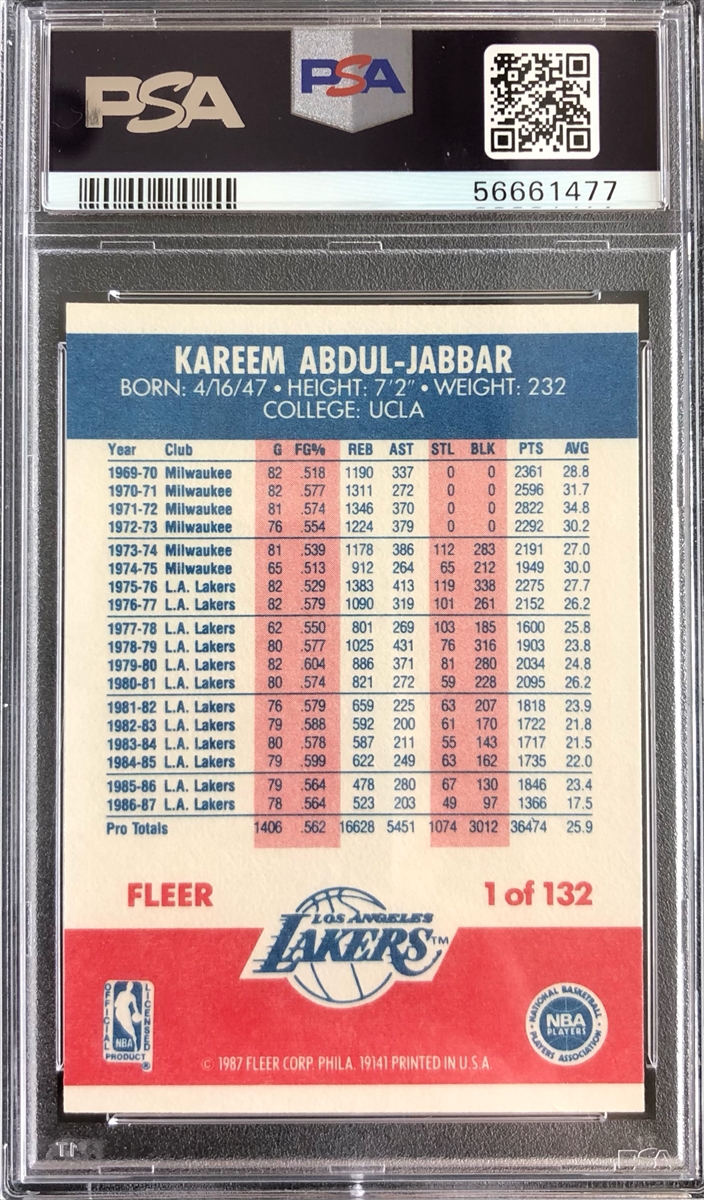 PSA PSA
56661477
KAREEM ABDUL-JABBAR
BORN: 4/16/47 • HEIGHT: 7'2" • WEIGHT: 232
COLLEGE: UCLA
Year Club G FG% REB AST STL BLK PTS AVG
1969-70 Milwaukee 82 .518 1190 337 0 0 2361 28.8
1970-71 Milwaukee 82 .577 1311 272 0 0 2596 31.7
1971-72 Milwaukee 81 .574 1346 370 0 0 2822 34.8
1972-73 Milwaukee 76 .554 1224 379 0 0 2292 30.2
1973-74 Milwaukee 81 .539 1178 386 112 283 2191 27.0
1974-75 Milwaukee 65 .513 912 264 65 212 1949 30.0
1975-76 L.A. Lakers 82 .529 1383 413 119 338 2275 27.7
1976-77 L.A. Lakers 82 .579 1090 319 101 261 2152 26.2
1977-78 L.A. Lakers 62 .550 801 269 103 185 1600 25.8
1978-79 L.A. Lakers 80 .577 1025 431 76 316 1903 23.8
1979-80 L.A. Lakers 82 .604 886 371 81 280 2034 24.8
1980-81 L.A. Lakers 80 .574 821 272 59 228 2095 26.2
1981-82 L.A. Lakers 76 .579 659 225 63 207 1818 23.9
1982-83 L.A. Lakers 79 .588 592 200 61 170 1722 21.8
1983-84 L.A. Lakers 80 .578 587 211 55 143 1717 21.5
1984-85 L.A. Lakers 79 .599 622 249 63 162 1735 22.0
1985-86 L.A. Lakers 79 .564 478 280 67 130 1846 23.4
1986-87 L.A. Lakers 78 .564 523 203 49 97 1366 17.5
Pro Totals 1406 .562 16628 5451 1074 3012 36474 25.9
FLEER 1 of 132
LOS ANGELES
LAKERS™
OFFICIAL LICENSED
NBA
PRODUCT ®
• NATIONAL BASKETBALL •
NBA
PLAYERS
PLAYERS ASSOCIATION
© 1987 FLEER CORP. PHILA. 19141 PRINTED IN U.S.A.
PSA